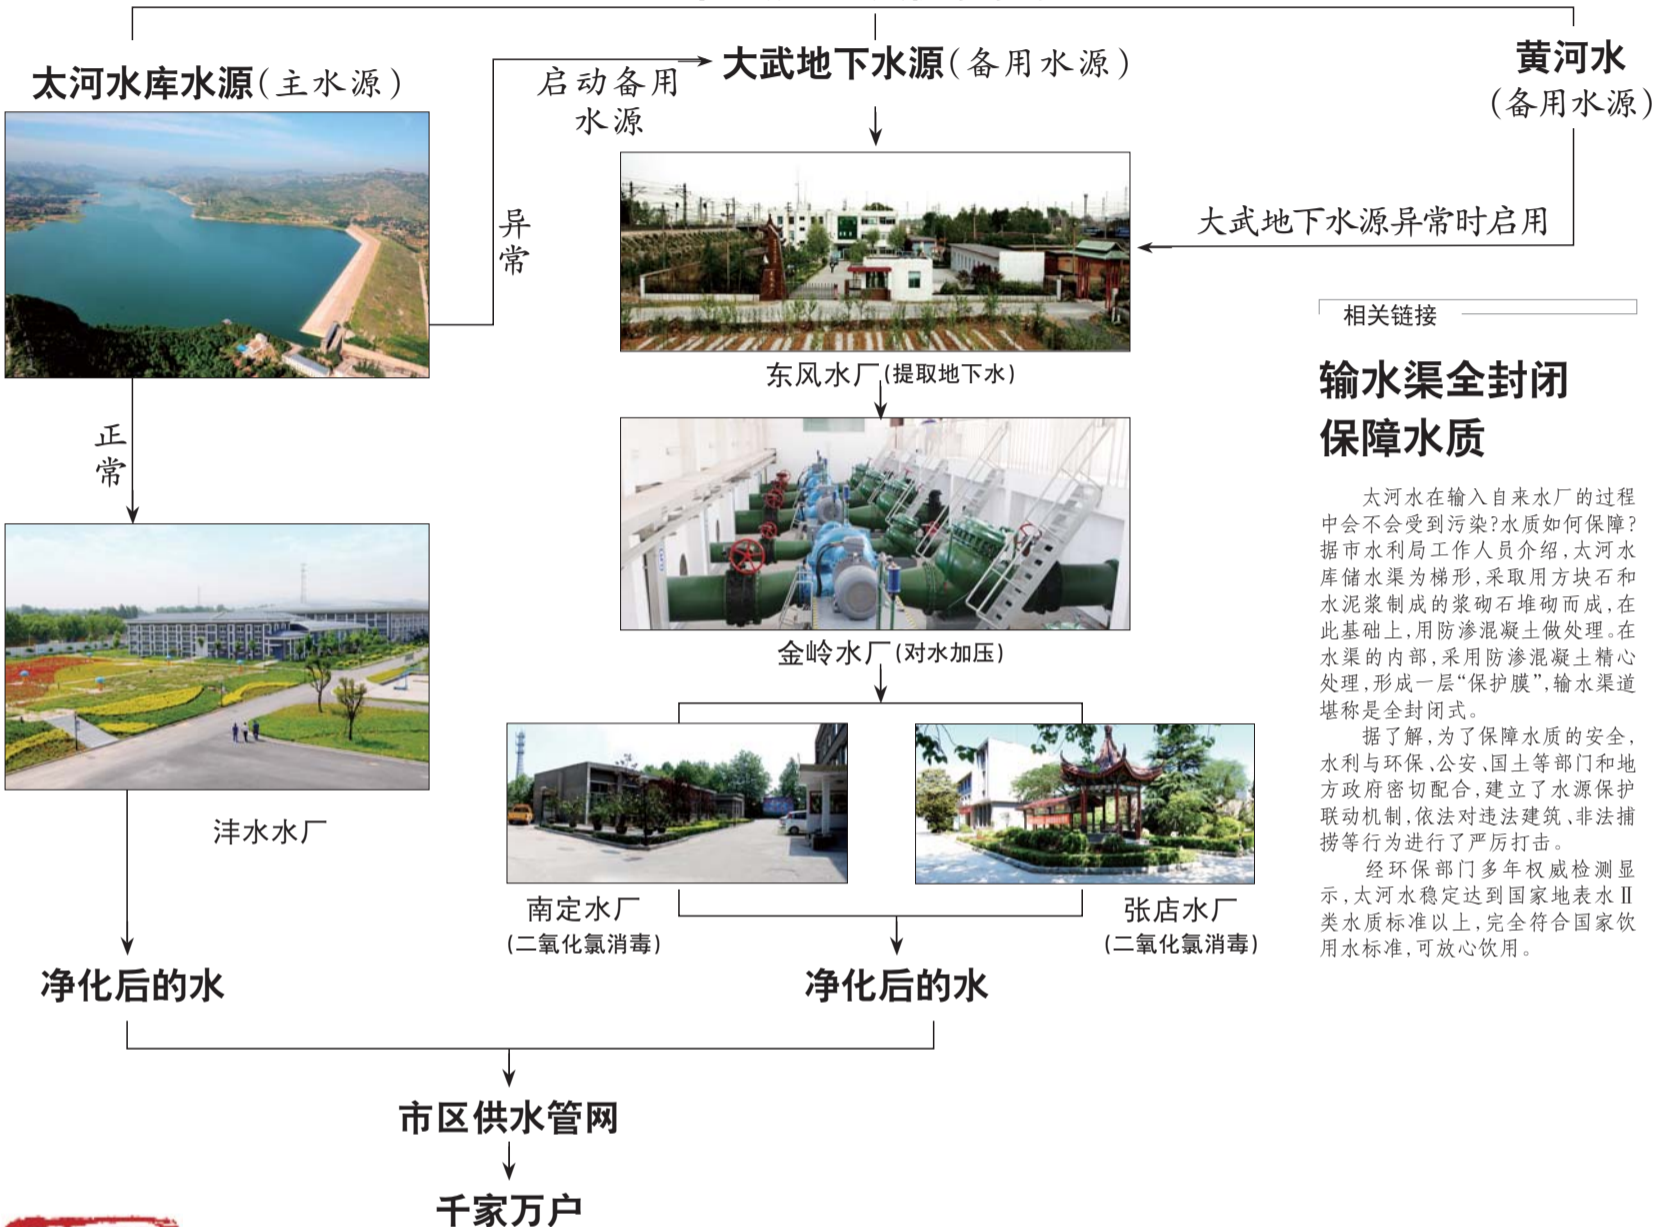 太河水库水源(主水源)
启动备用
水源
大武地下水源(备用水源)
黄河水
(备用水源)
异
常
大武地下水源异常时启用
东风水厂(提取地下水)
正
常
金岭水厂(对水加压)
沣水水厂
南定水厂
(二氧化氯消毒)
张店水厂
(二氧化氯消毒)
净化后的水
净化后的水
市区供水管网
千家万户
相关链接
输水渠全封闭
保障水质
太河水在输入自来水厂的过程
中会不会受到污染?水质如何保障?
据市水利局工作人员介绍,太河水
库储水渠为梯形,采取用方块石和
水泥浆制成的浆砌石堆砌而成,在
此基础上,用防渗混凝土做处理。在
水渠的内部,采用防渗混凝土精心
处理,形成一层“保护膜”,输水渠道
堪称是全封闭式。
据了解,为了保障水质的安全,
水利与环保、公安、国土等部门和地
方政府密切配合,建立了水源保护
联动机制,依法对违法建筑、非法捕
捞等行为进行了严厉打击。
经环保部门多年权威检测显
示,太河水稳定达到国家地表水Ⅱ
类水质标准以上,完全符合国家饮
用水标准,可放心饮用。